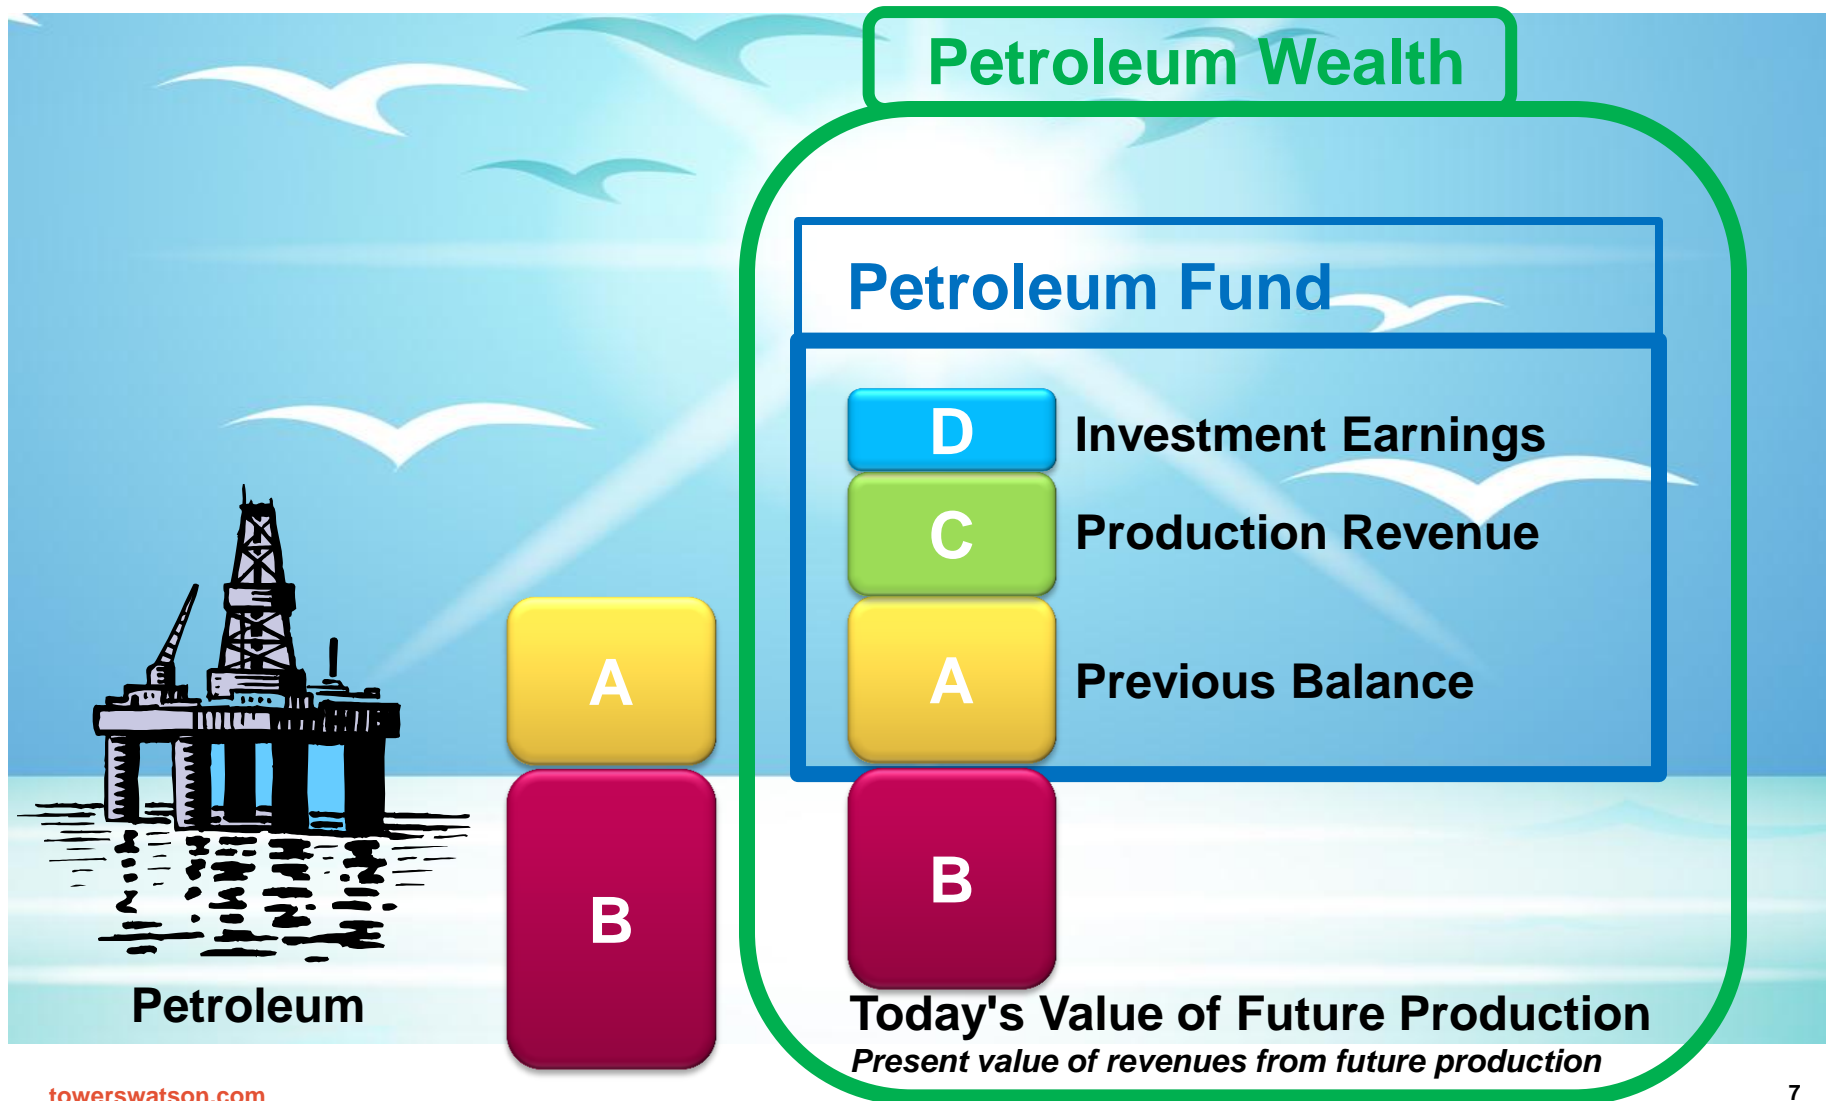 Petroleum Wealth
Petroleum Fund
D Investment Earnings
C Production Revenue
A
A Previous Balance
B
B
Petroleum
Today's Value of Future Production
Present value of revenues from future production
towerswatson.com
7